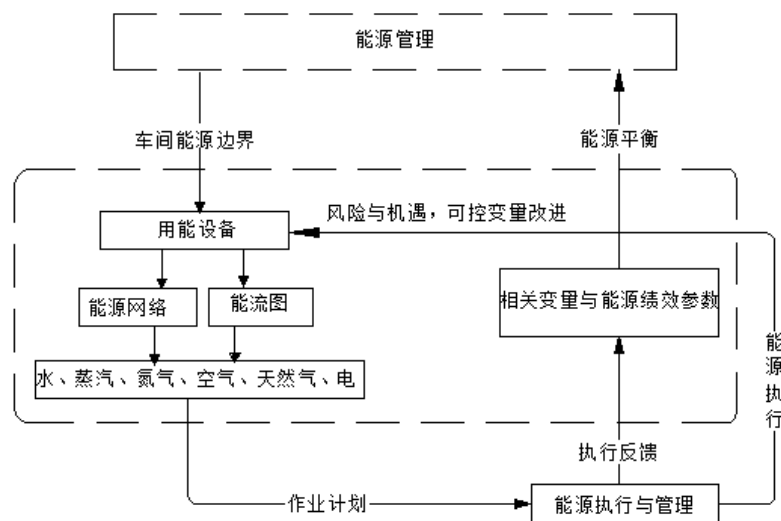 能源管理
车间能源边界
能源平衡
风险与机遇，可控变量改进
用能设备
能源网络
能流图
相关变量与能源绩效参数
水、蒸汽、氮气、空气、天然气、电
能源执行
执行反馈
作业计划
能源执行与管理